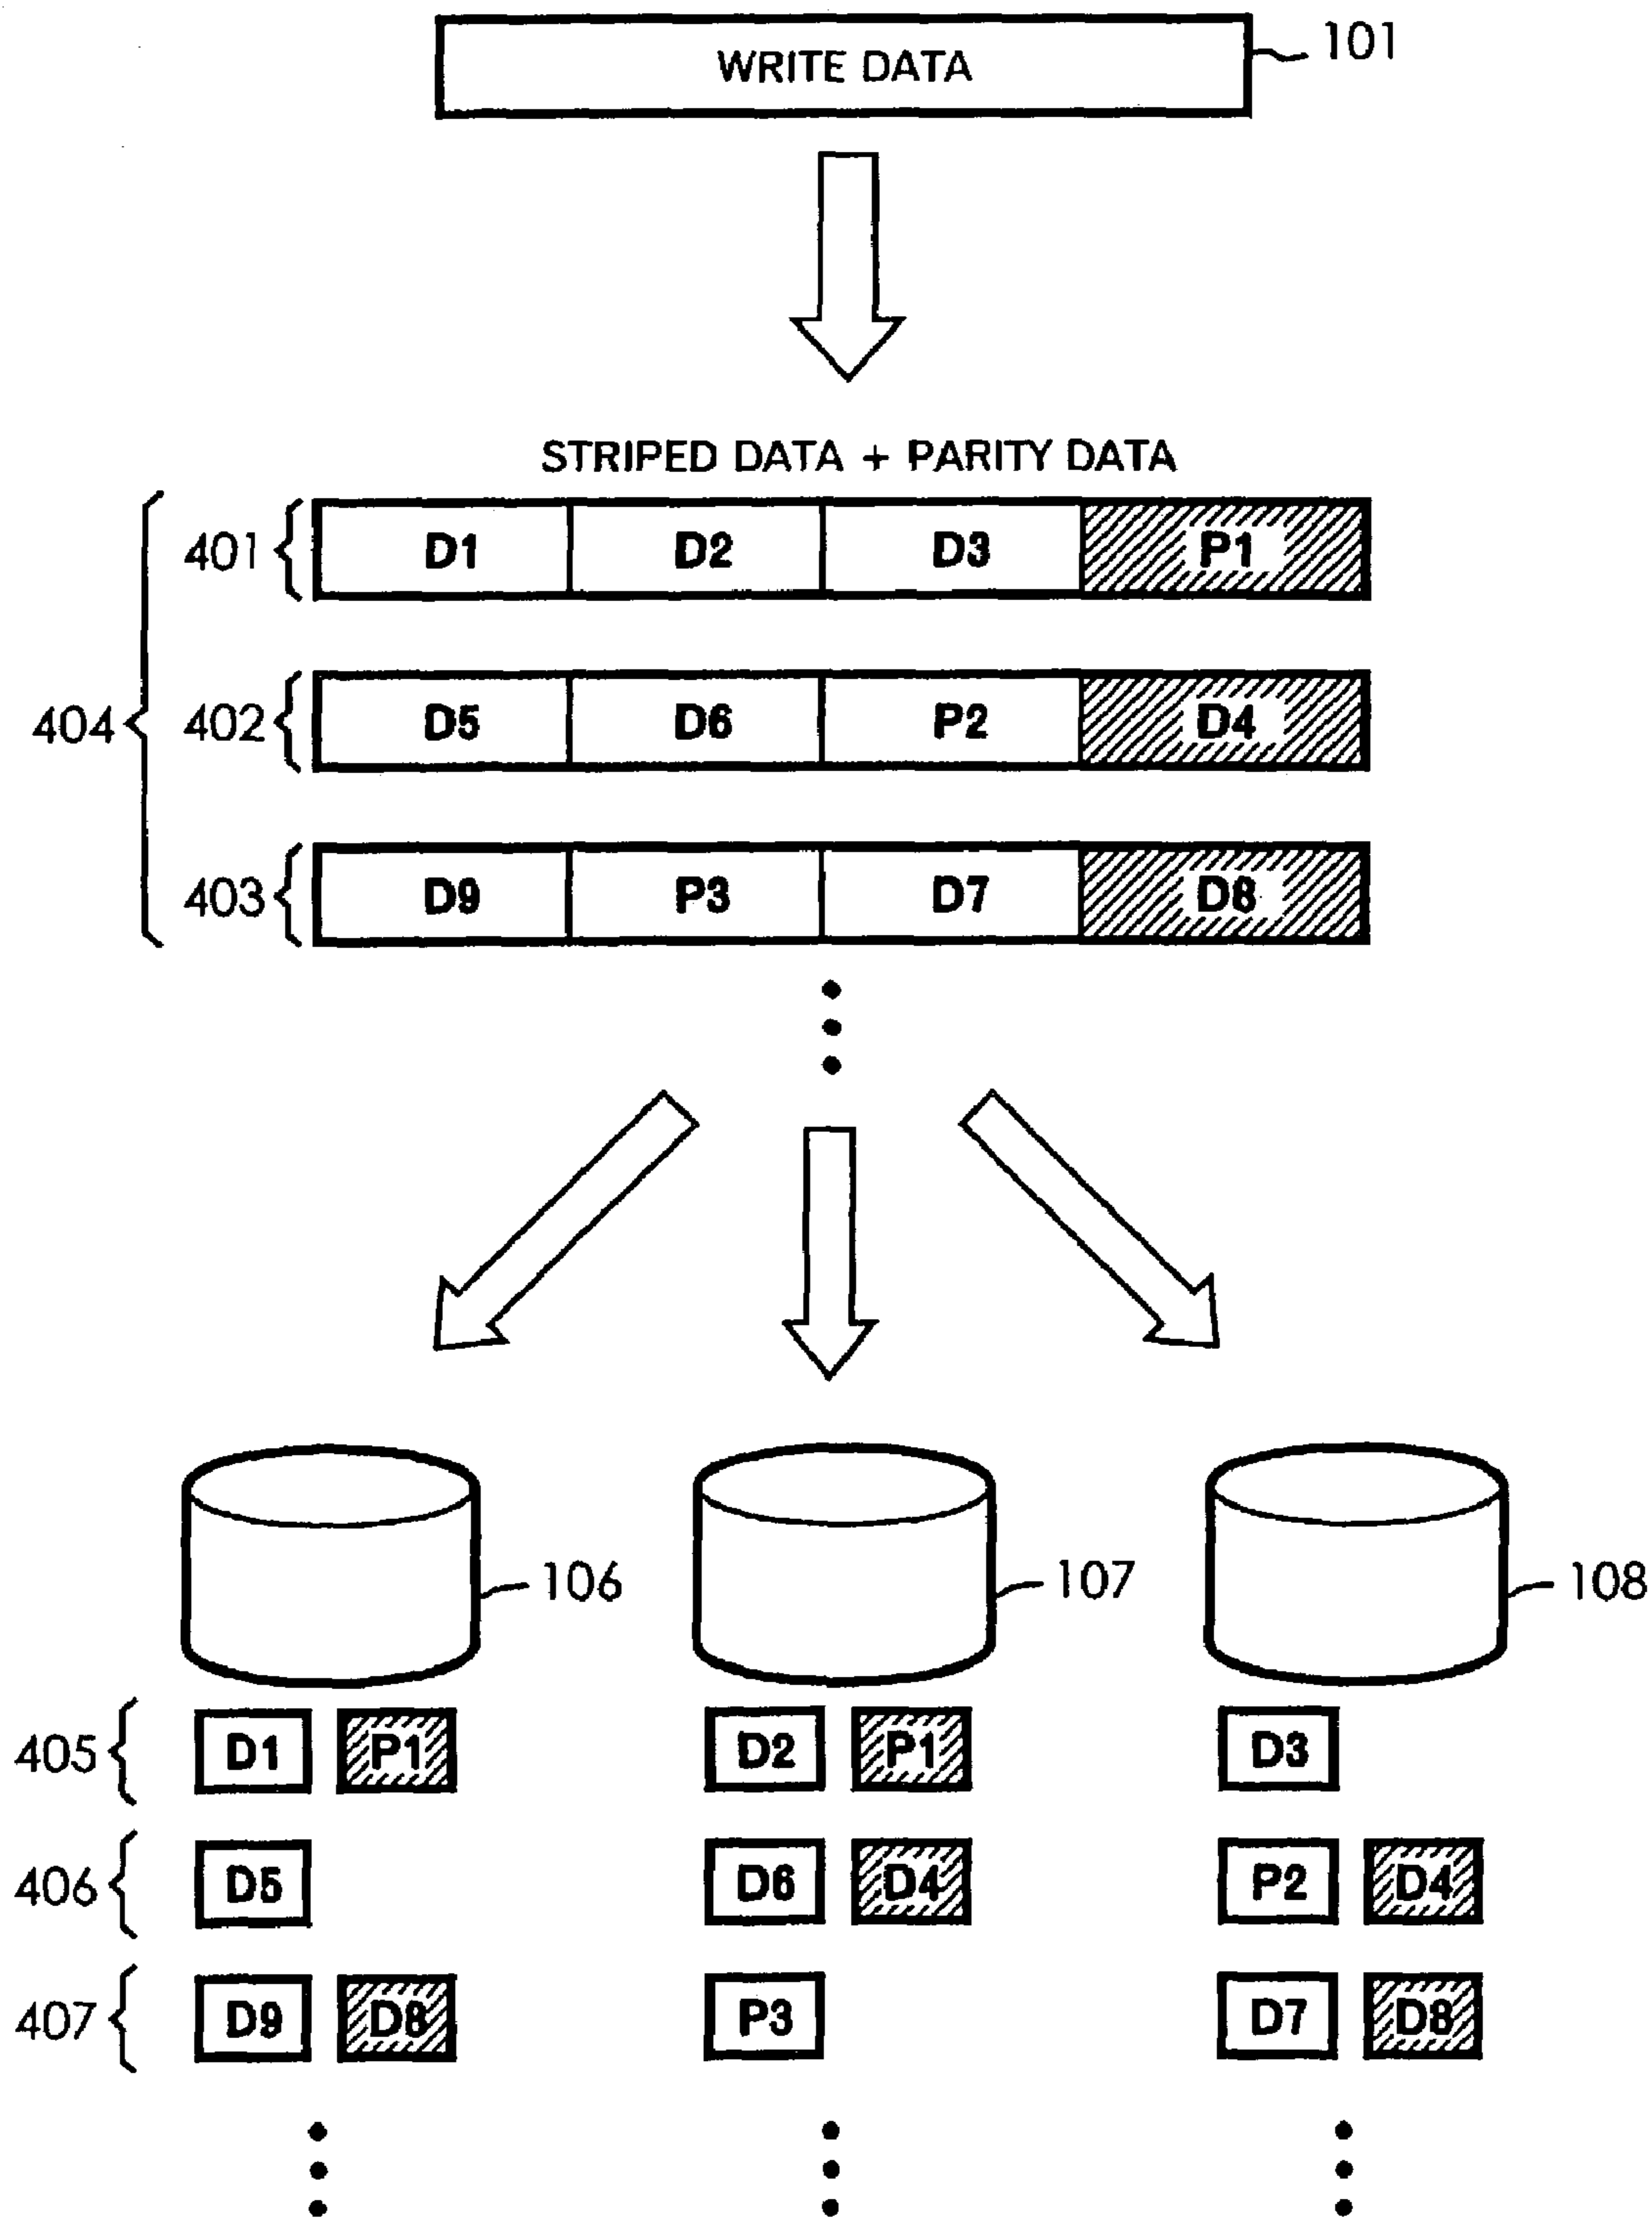 WRITE DATA 101
STRIPED DATA + PARITY DATA
401 D1 D2 D3 P1
404 402 D5 D6 P2 D4
403 D9 P3 D7 D8
106 107 108
405 D1 P1 D2 P1 D3
406 D5 D6 D4 P2 D4
407 D9 D8 P3 D7 D8